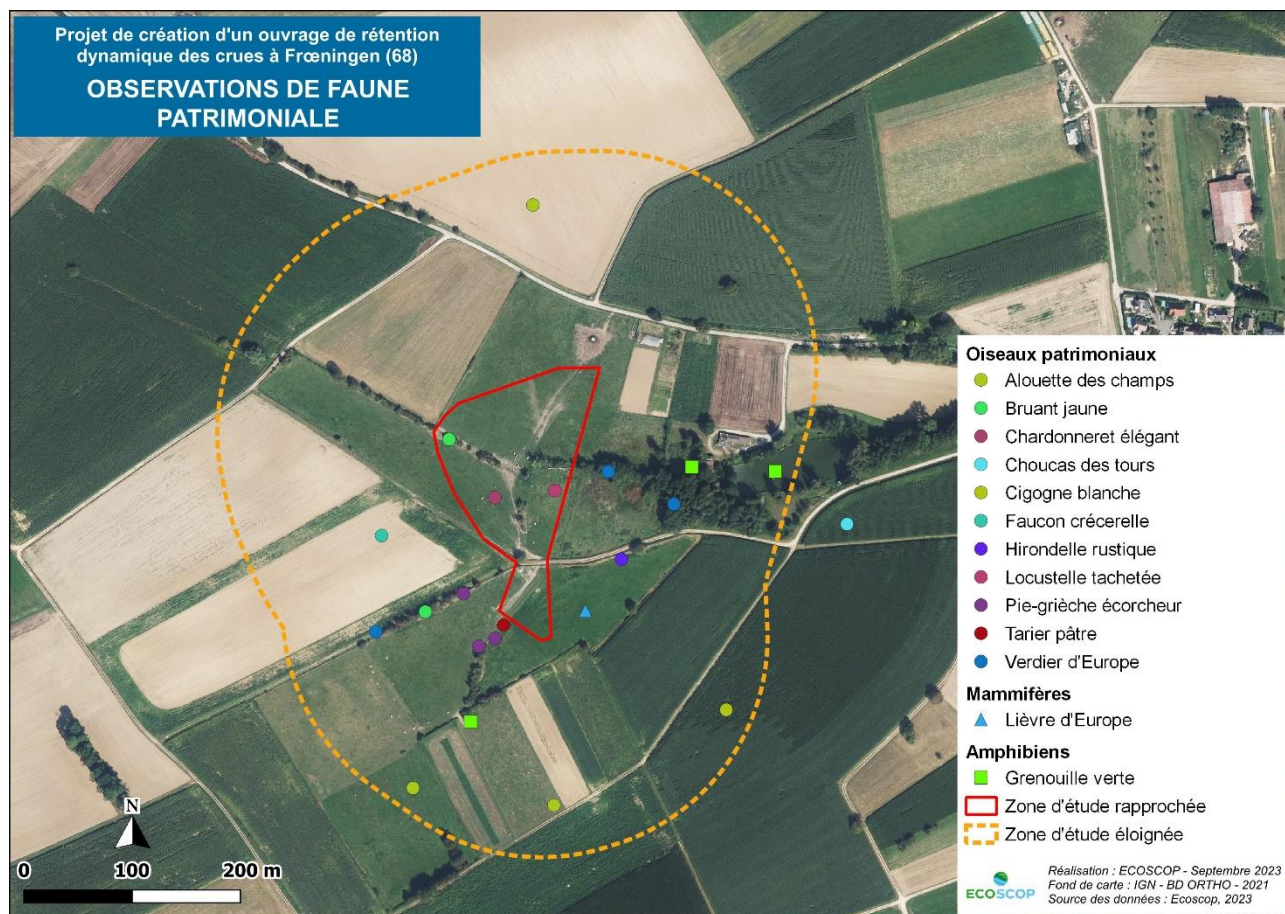 Projet de création d'un ouvrage de rétention
dynamique des crues à Frœningen (68)
OBSERVATIONS DE FAUNE
PATRIMONIALE
Oiseaux patrimoniaux
Alouette des champs
Bruant jaune
Chardonneret élégant
Choucas des tours
Cigogne blanche
Faucon crécerelle
Hirondelle rustique
Locustelle tachetée
Pie-grièche écorcheur
Tarier pâtre
Verdier d'Europe
Mammifères
Lièvre d'Europe
Amphibiens
Grenouille verte
Zone d'étude rapprochée
Zone d'étude éloignée
N
0 100 200 m
ECOSCOP
Réalisation : ECOSCOP - Septembre 2023
Fond de carte : IGN - BD ORTHO - 2021
Source des données : Ecoscop, 2023